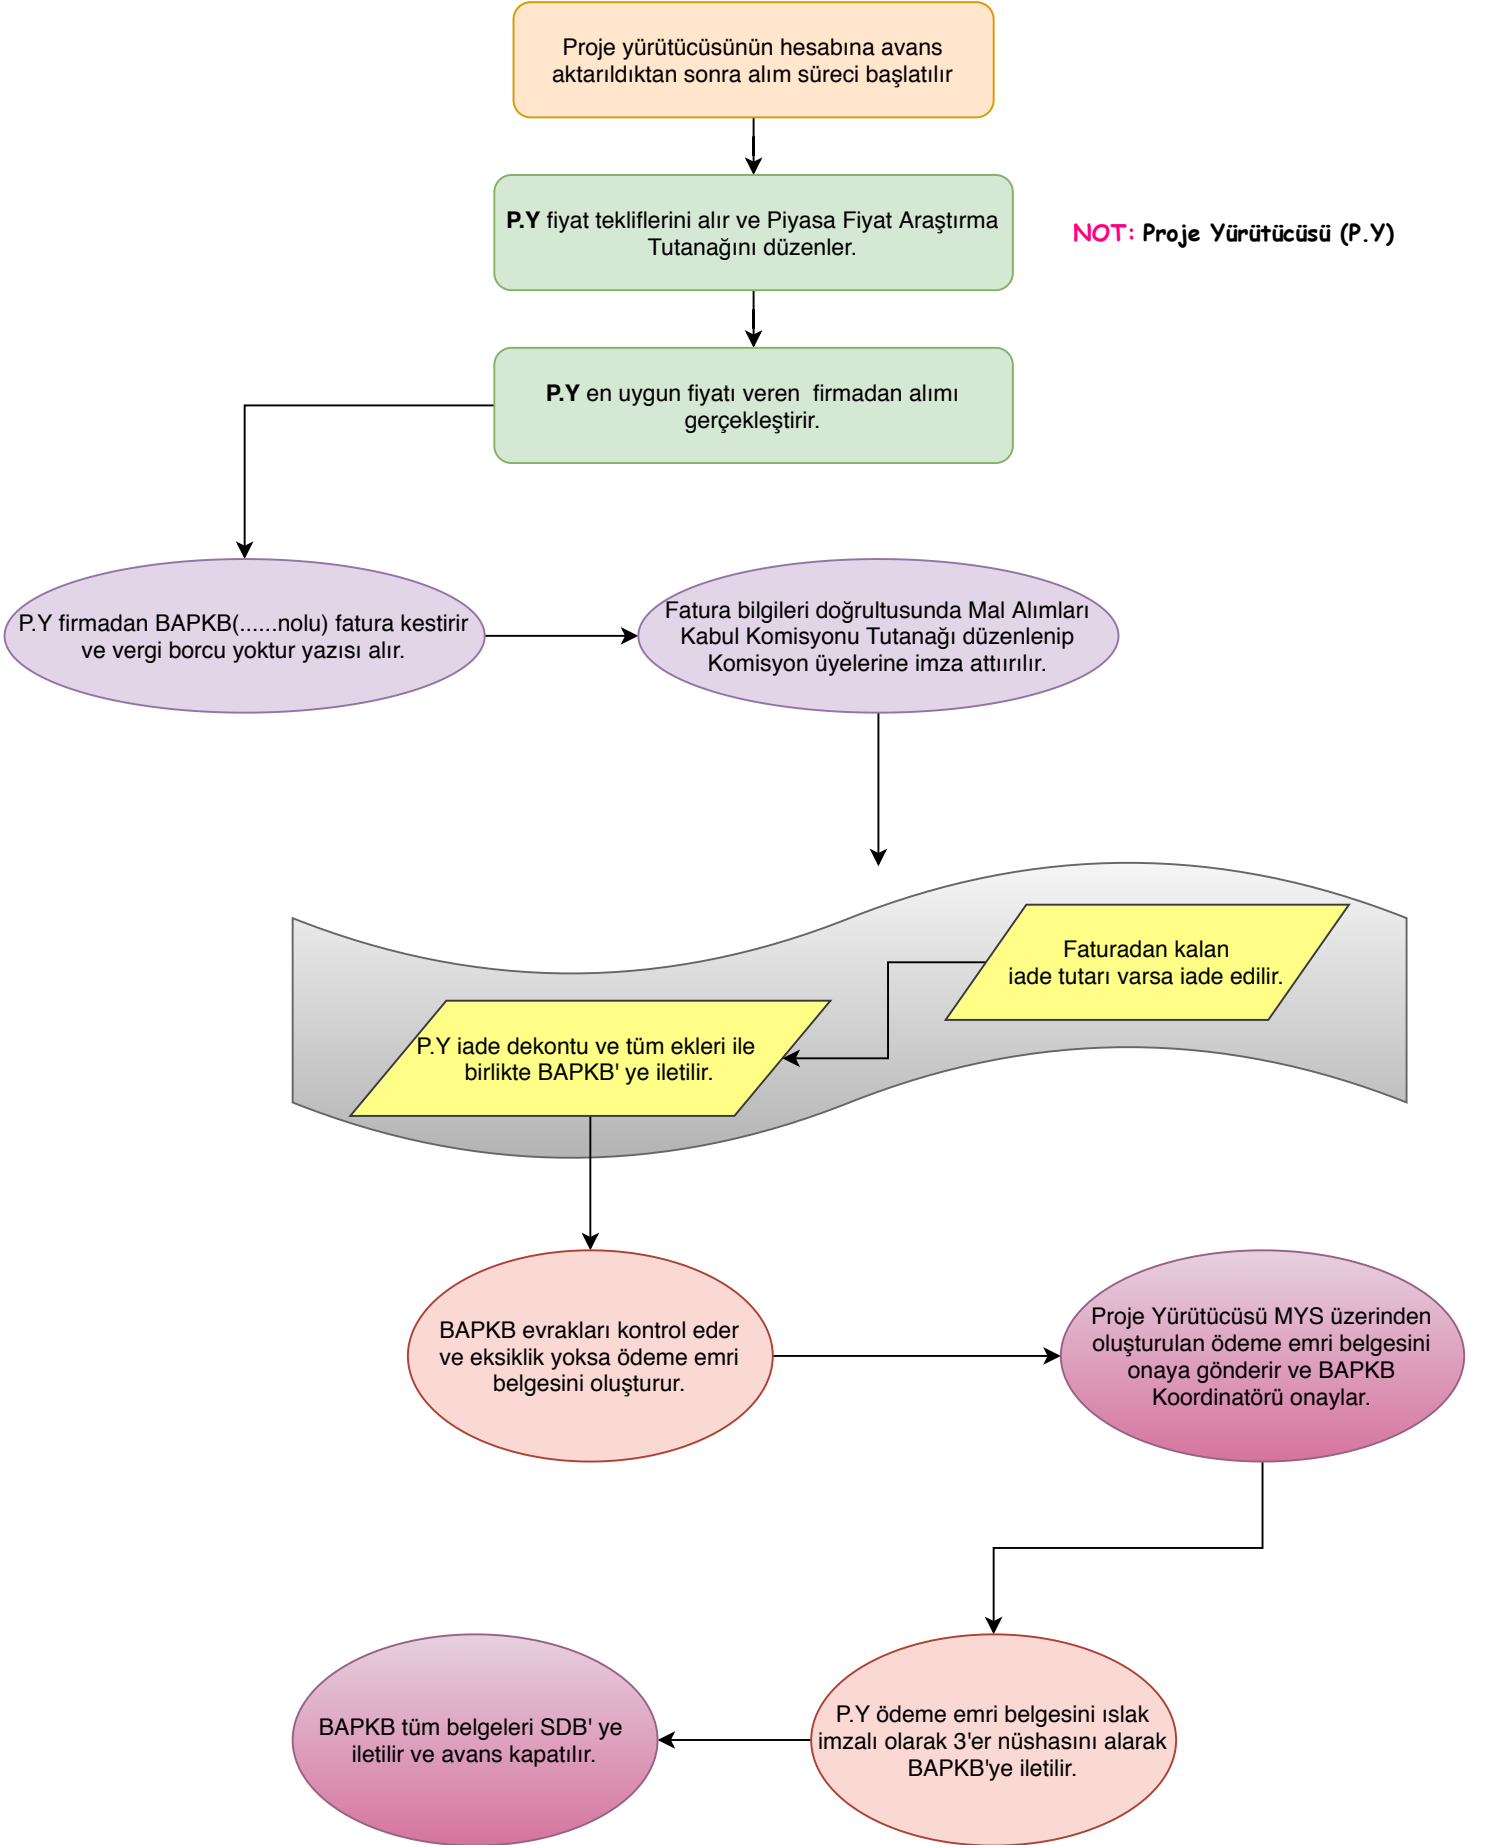 Proje yürütücüsünün hesabına avans
aktarıldıktan sonra alım süreci başlatılır
P.Y fiyat tekliflerini alır ve Piyasa Fiyat Araştırma
Tutanağını düzenler.
NOT: Proje Yürütücüsü (P.Y)
P.Y en uygun fiyatı veren  firmadan alımı
gerçekleştirir.
P.Y firmadan BAPKB(......nolu) fatura kestirir
ve vergi borcu yoktur yazısı alır.
Fatura bilgileri doğrultusunda Mal Alımları
Kabul Komisyonu Tutanağı düzenlenip
Komisyon üyelerine imza attıırılır.
Faturadan kalan
iade tutarı varsa iade edilir.
P.Y iade dekontu ve tüm ekleri ile
birlikte BAPKB' ye iletilir.
BAPKB evrakları kontrol eder
ve eksiklik yoksa ödeme emri
belgesini oluşturur.
Proje Yürütücüsü MYS üzerinden
oluşturulan ödeme emri belgesini
onaya gönderir ve BAPKB
Koordinatörü onaylar.
P.Y ödeme emri belgesini ıslak
imzalı olarak 3'er nüshasını alarak
BAPKB'ye iletilir.
BAPKB tüm belgeleri SDB' ye
iletilir ve avans kapatılır.